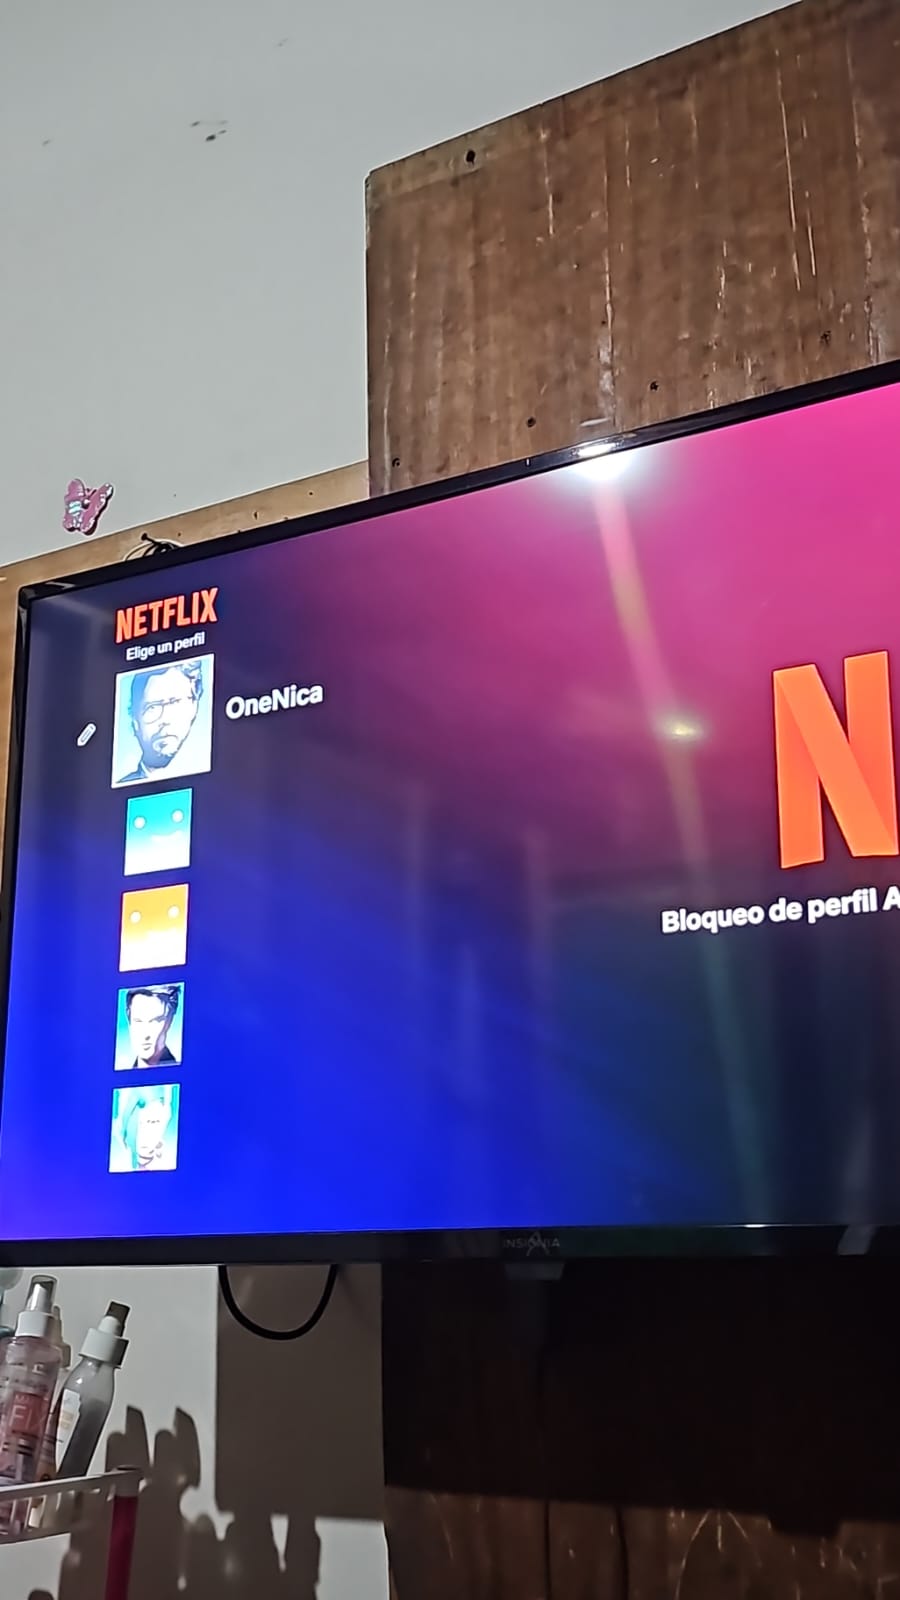 NETFLIX
Elige un perfil
OneNica
N
Bloqueo de perfil A
INSIGNIA